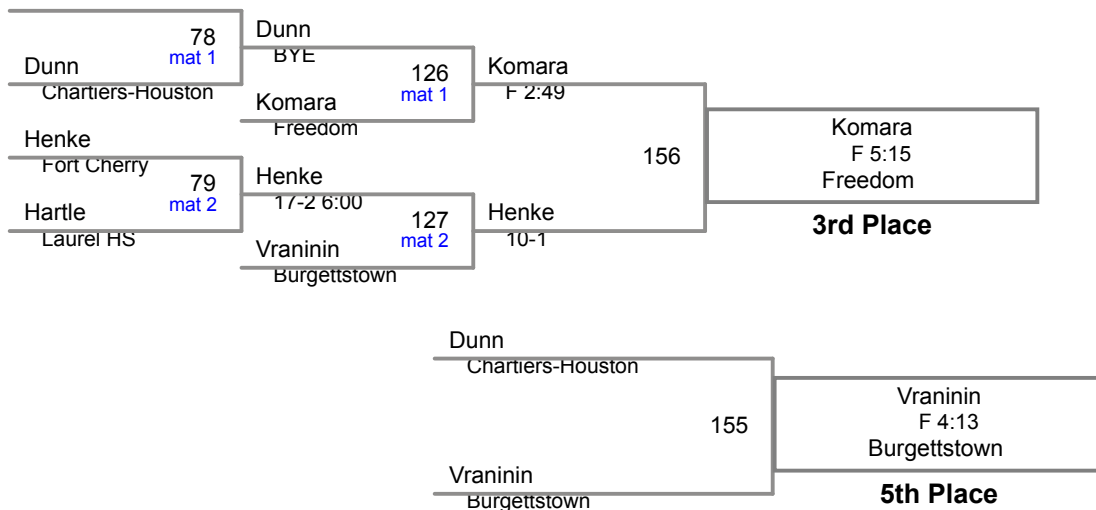 78
mat 1
Dunn
Chartiers-Houston
Dunn
BYE
126
mat 1
Komara
Freedom
Komara
F 2:49
Henke
Fort Cherry
79
mat 2
Hartle
Laurel HS
Henke
17-2 6:00
127
mat 2
Vraninin
Burgettstown
Henke
10-1
156
Komara
F 5:15
Freedom
3rd Place
Dunn
Chartiers-Houston
155
Vraninin
Burgettstown
Vraninin
F 4:13
Burgettstown
5th Place